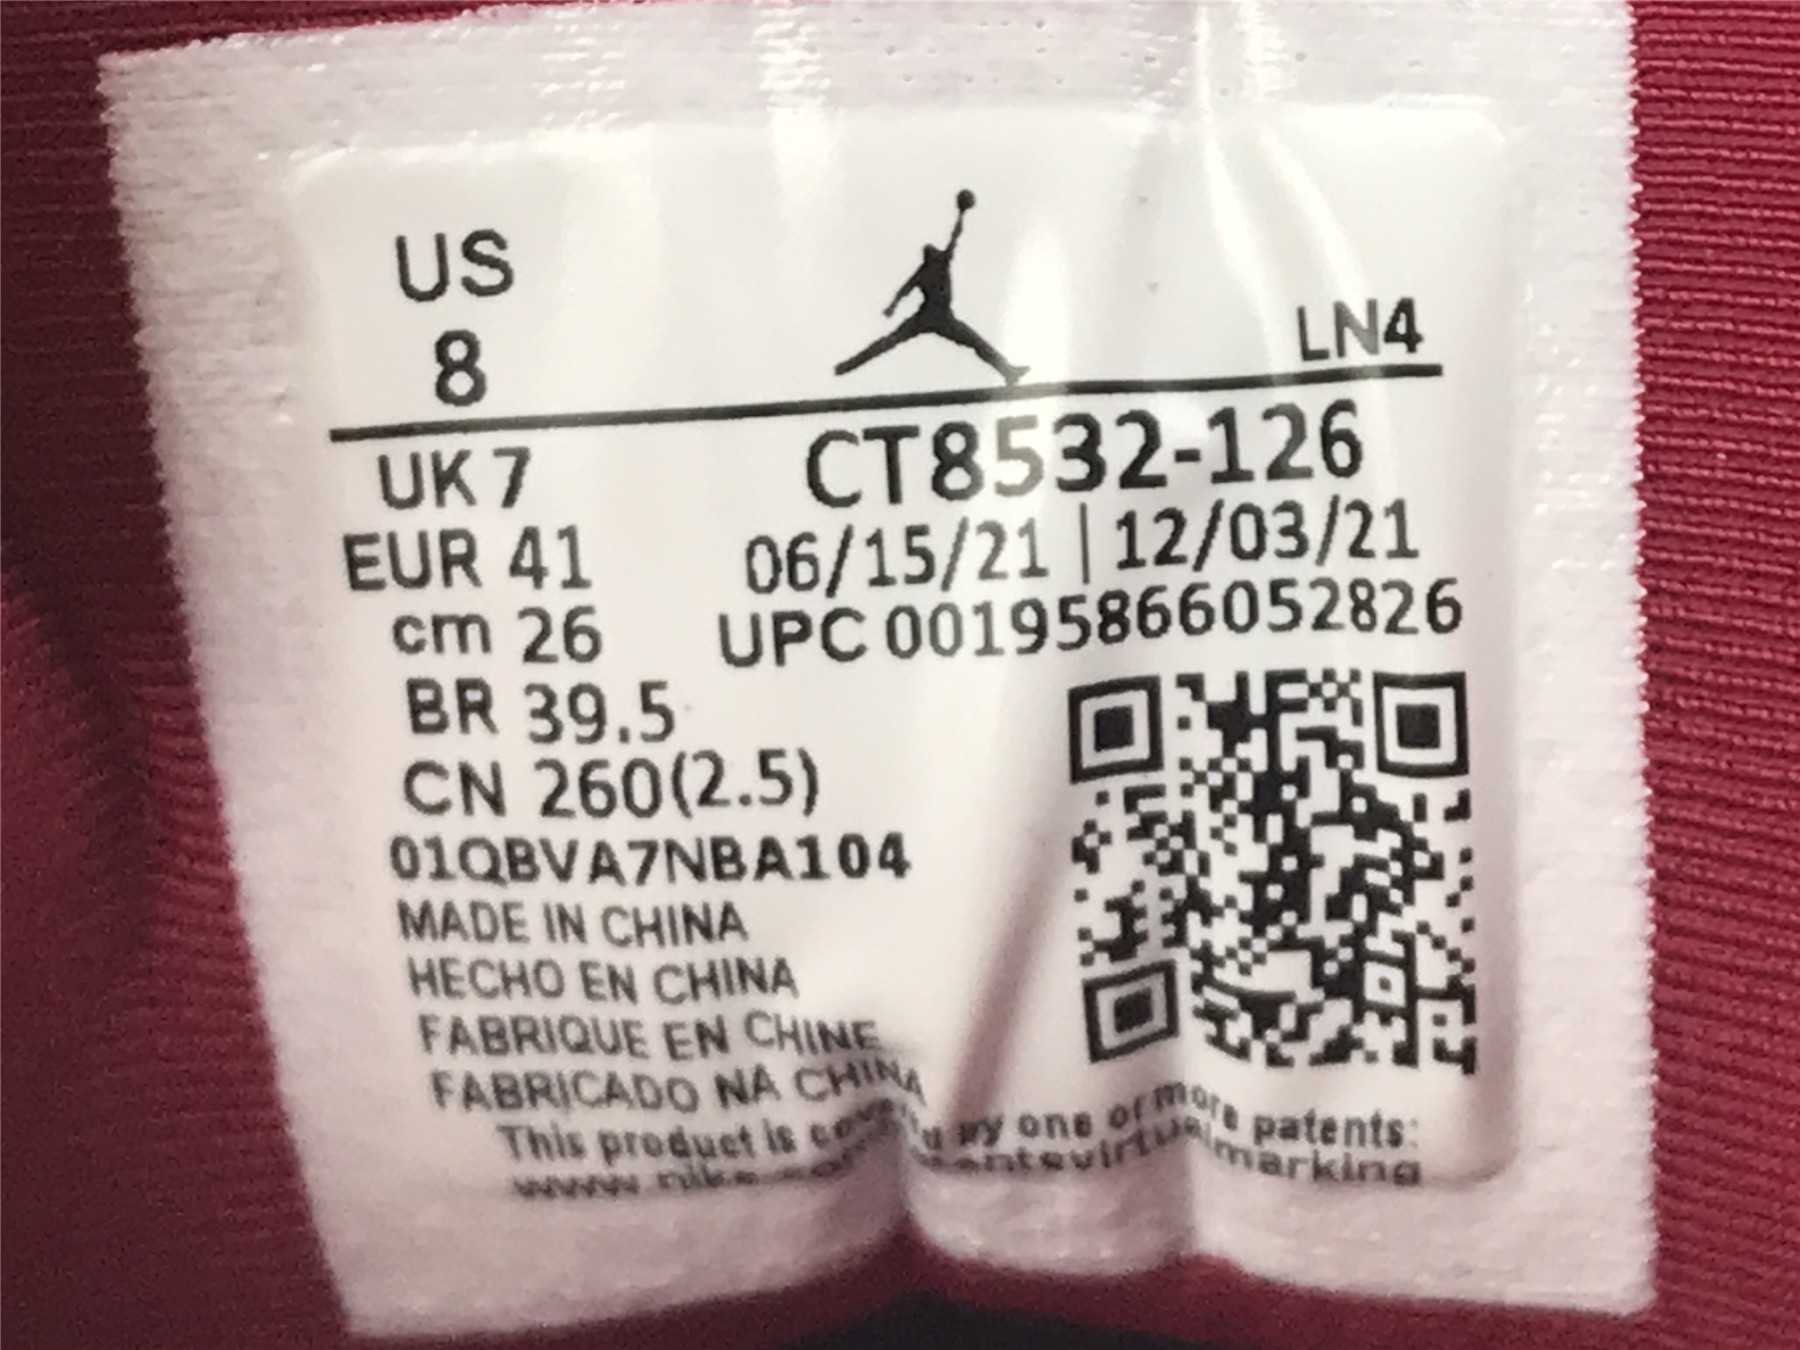 US
8
LN4
UK 7
CT8532-126
EUR 41
06/15/21 | 12/03/21
cm 26
UPC 00195866052826
BR 39.5
CN 260(2.5)
01QBVA7NBA104
MADE IN CHINA
HECHO EN CHINA
FABRIQUE EN CHINE
FABRICADO NA CHINA
This product is covered by one or more patents: